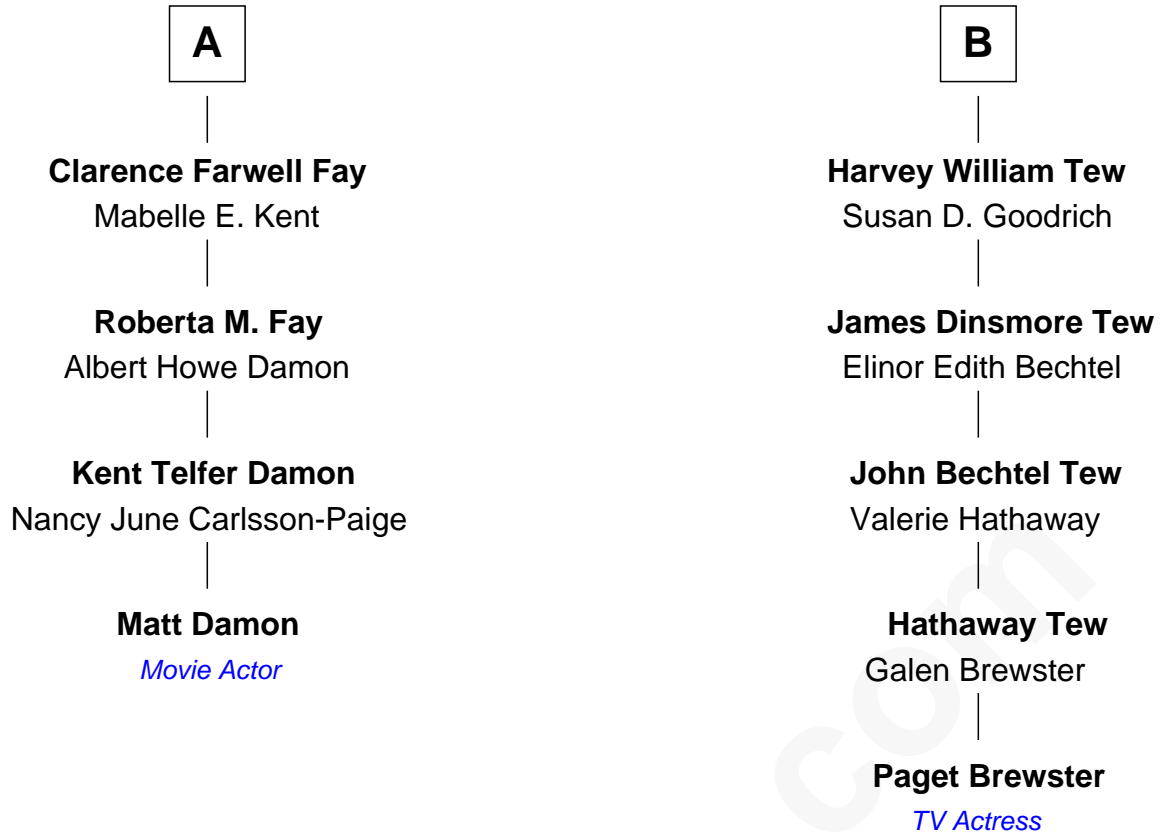 A
Clarence Farwell Fay
Mabelle E. Kent
Roberta M. Fay
Albert Howe Damon
Kent Telfer Damon
Nancy June Carlsson-Paige
Matt Damon
Movie Actor
B
Harvey William Tew
Susan D. Goodrich
James Dinsmore Tew
Elinor Edith Bechtel
John Bechtel Tew
Valerie Hathaway
Hathaway Tew
Galen Brewster
Paget Brewster
TV Actress
com